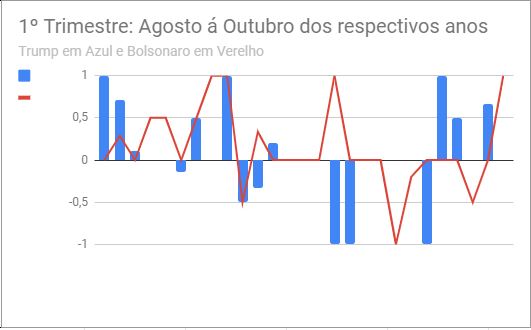 1º Trimestre: Agosto á Outubro dos respectivos anos
Trump em Azul e Bolsonaro em Verelho
1
0,5
0
-0,5
-1